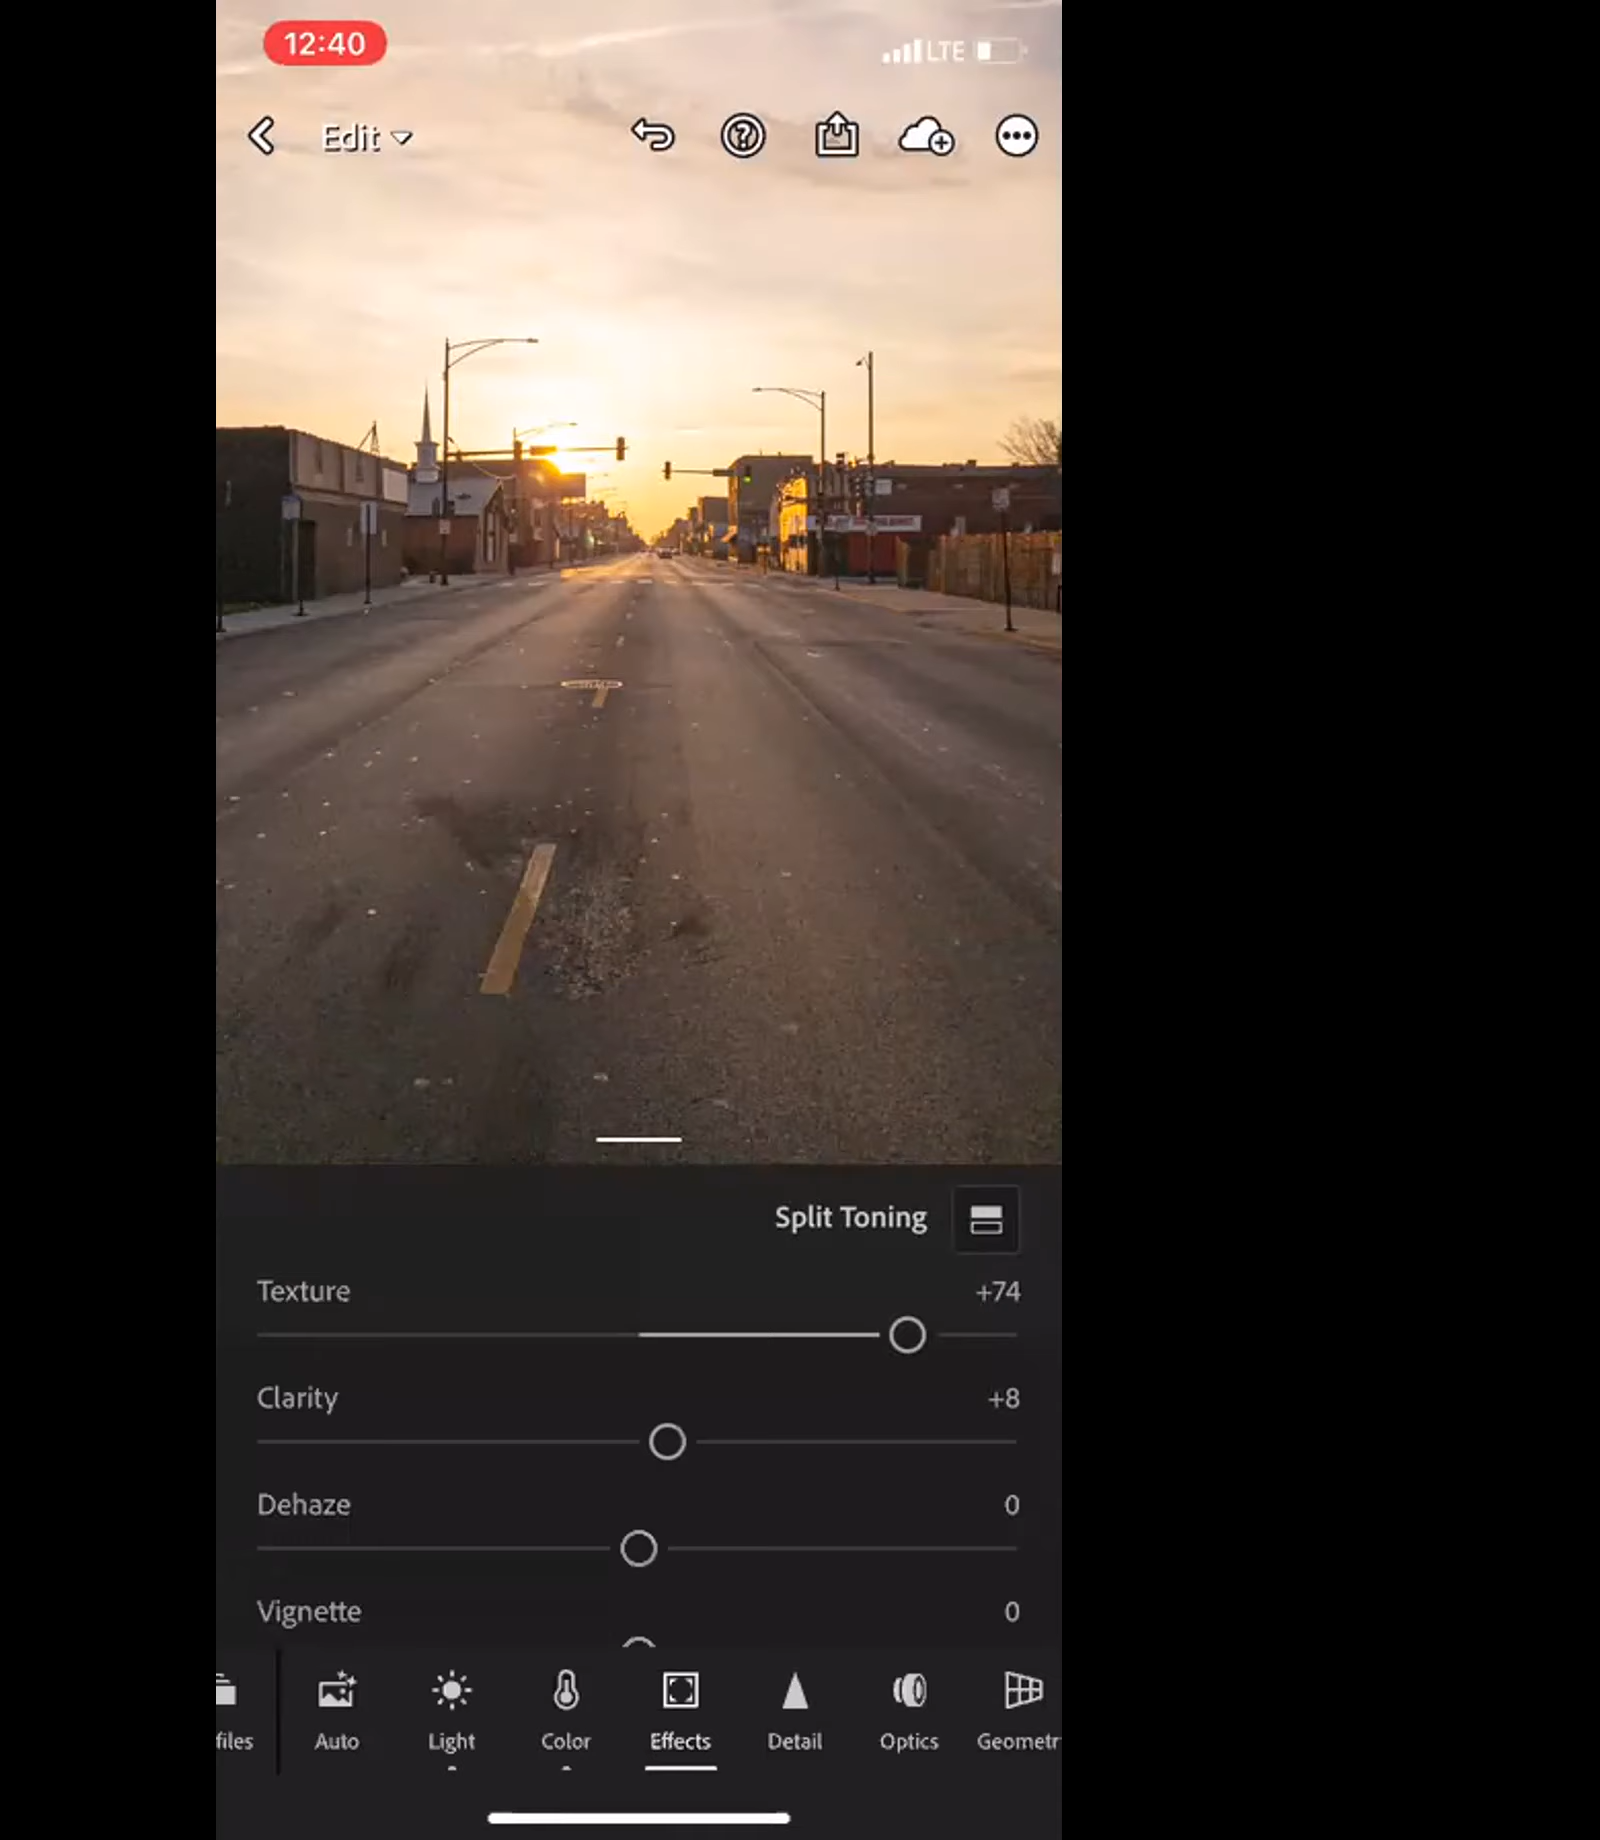 12:40
LTE
Edit
Split Toning
Texture
+74
Clarity
+8
Dehaze
0
Vignette
0
files
Auto
Light
Color
Effects
Detail
Optics
Geometr